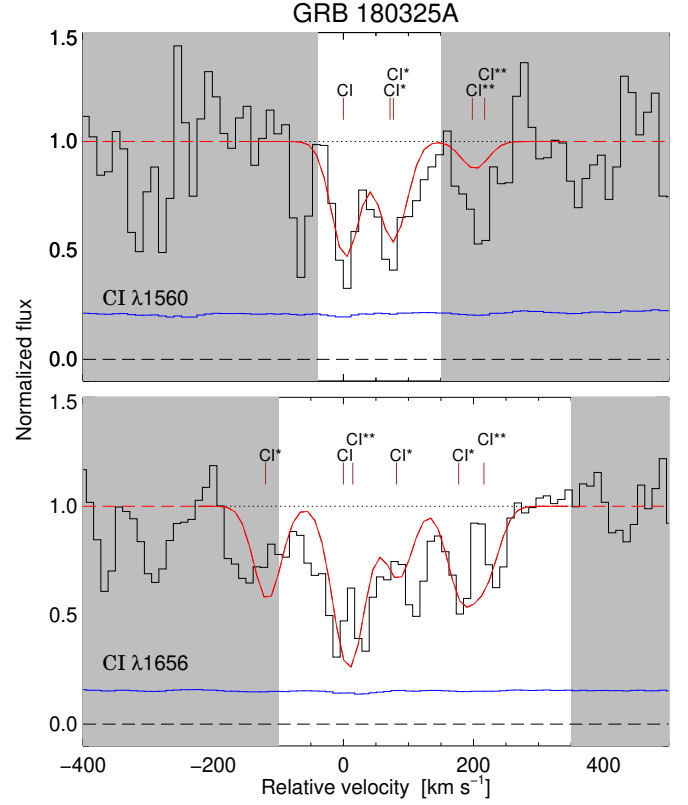 GRB 180325A
1.5
CI*
CI**
CI
CI*
CI**
1.0
0.5
CI λ1560
0.0
Normalized flux
1.5
CI**
CI**
CI*
CI
CI*
CI*
1.0
0.5
CI λ1656
0.0
−400
−200
0
200
400
Relative velocity [km s⁻¹]